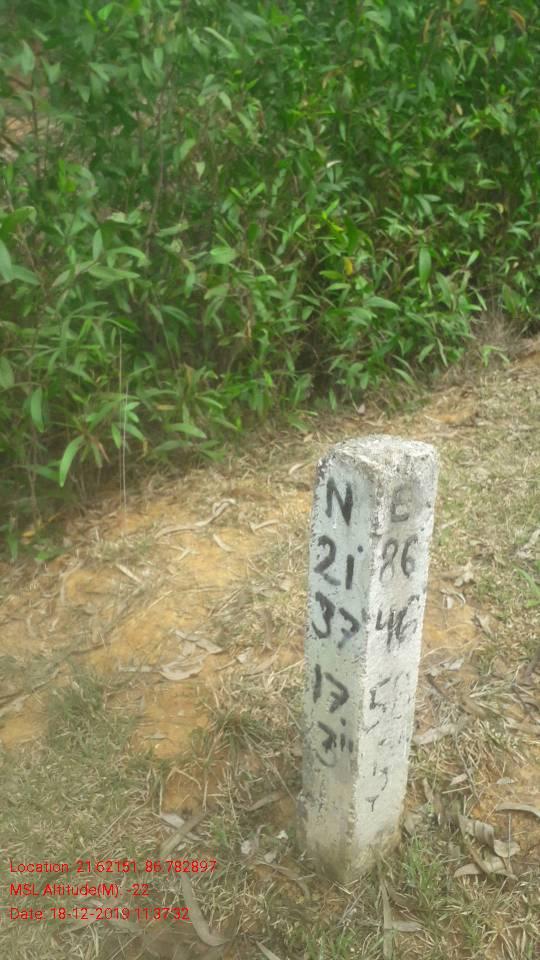 N
21
37
17
3"
E
86
46
Location: 21.62151, 86.782897
MSL Altitude(M): -22
Date: 18-12-2019 11:37:32